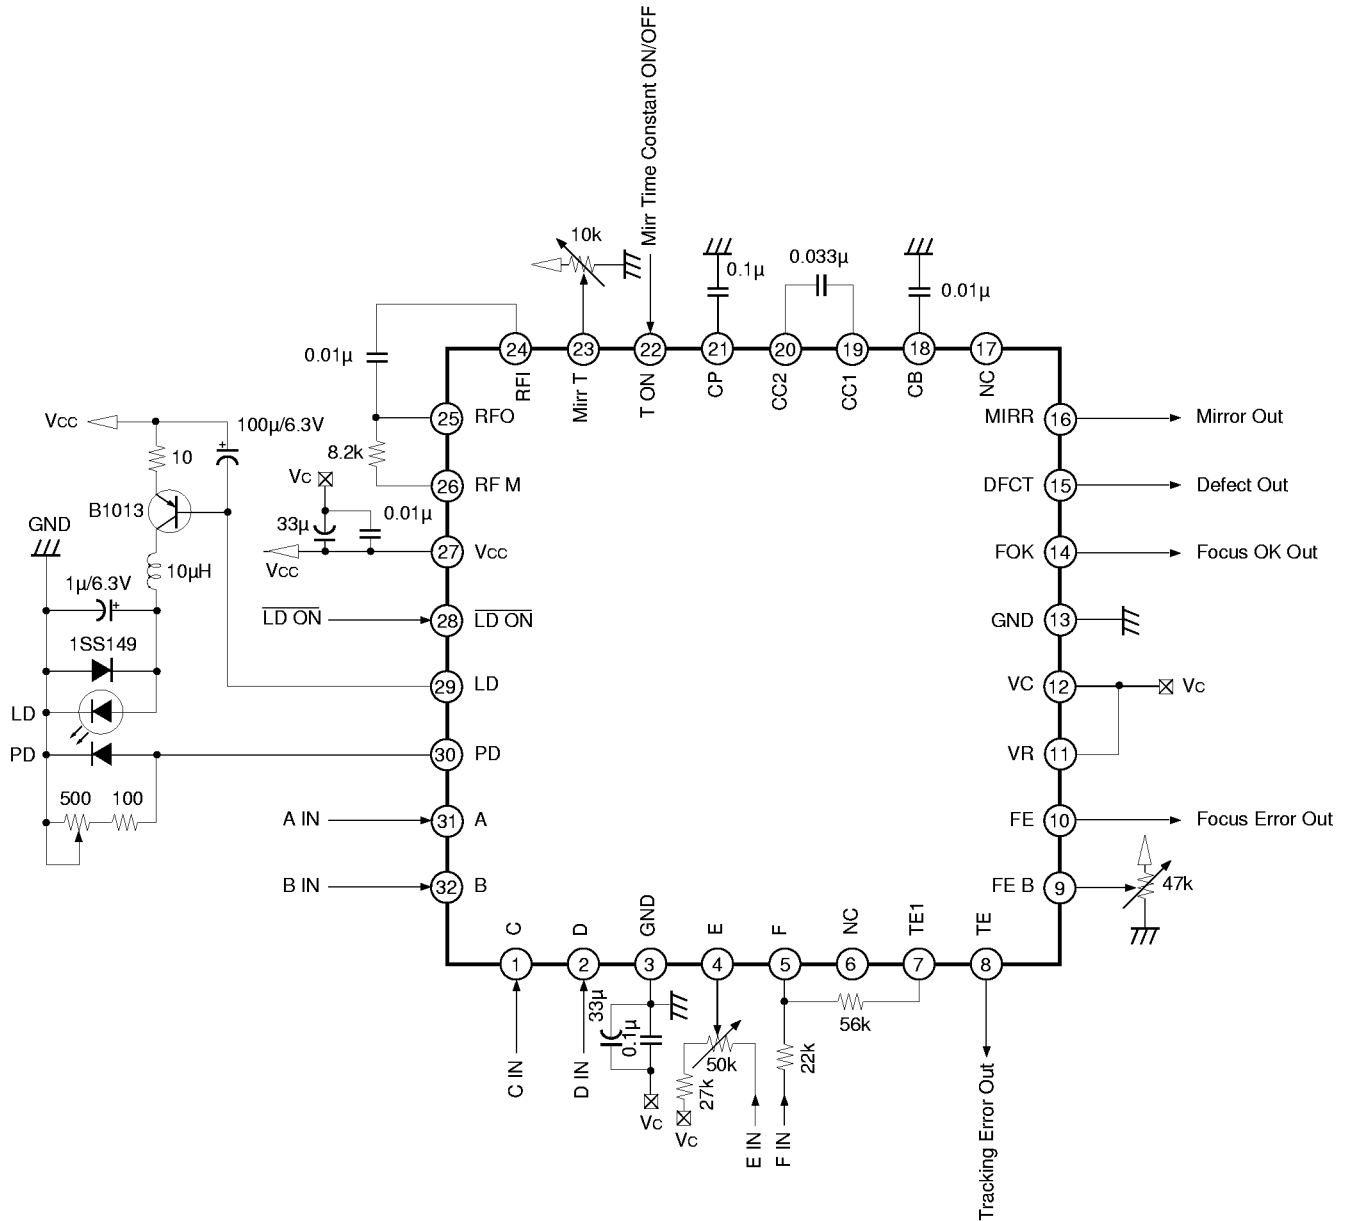 Mirr Time Constant ON/OFF
10k
0.1μ
0.033μ
0.01μ
0.01μ
24
23
22
21
20
19
18
17
RFI
Mirr T
T ON
CP
CC2
CC1
CB
NC
Vcc
100μ/6.3V
10
B1013
GND
10μH
1μ/6.3V
1SS149
LD
PD
500
100
8.2k
Vc
33μ
0.01μ
Vcc
LD ON
A IN
B IN
25
RFO
26
RF M
27
Vcc
28
LD ON
29
LD
30
PD
31
A
32
B
MIRR
16
Mirror Out
DFCT
15
Defect Out
FOK
14
Focus OK Out
GND
13
VC
12
Vc
VR
11
FE
10
Focus Error Out
FE B
9
47k
C
D
GND
E
F
NC
TE1
TE
1
2
3
4
5
6
7
8
33μ
0.1μ
56k
50k
22k
27k
Vc
Vc
C IN
D IN
E IN
F IN
Tracking Error Out